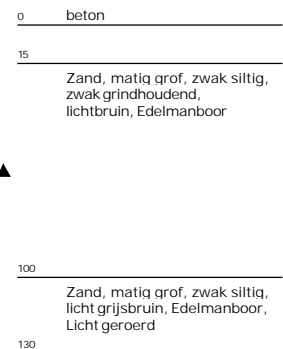 0 beton
15
Zand, matig grof, zwak siltig,
zwak grindhoudend,
lichtbruin, Edelmanboor
100
Zand, matig grof, zwak siltig,
licht grijsbruin, Edelmanboor,
Licht geroerd
130